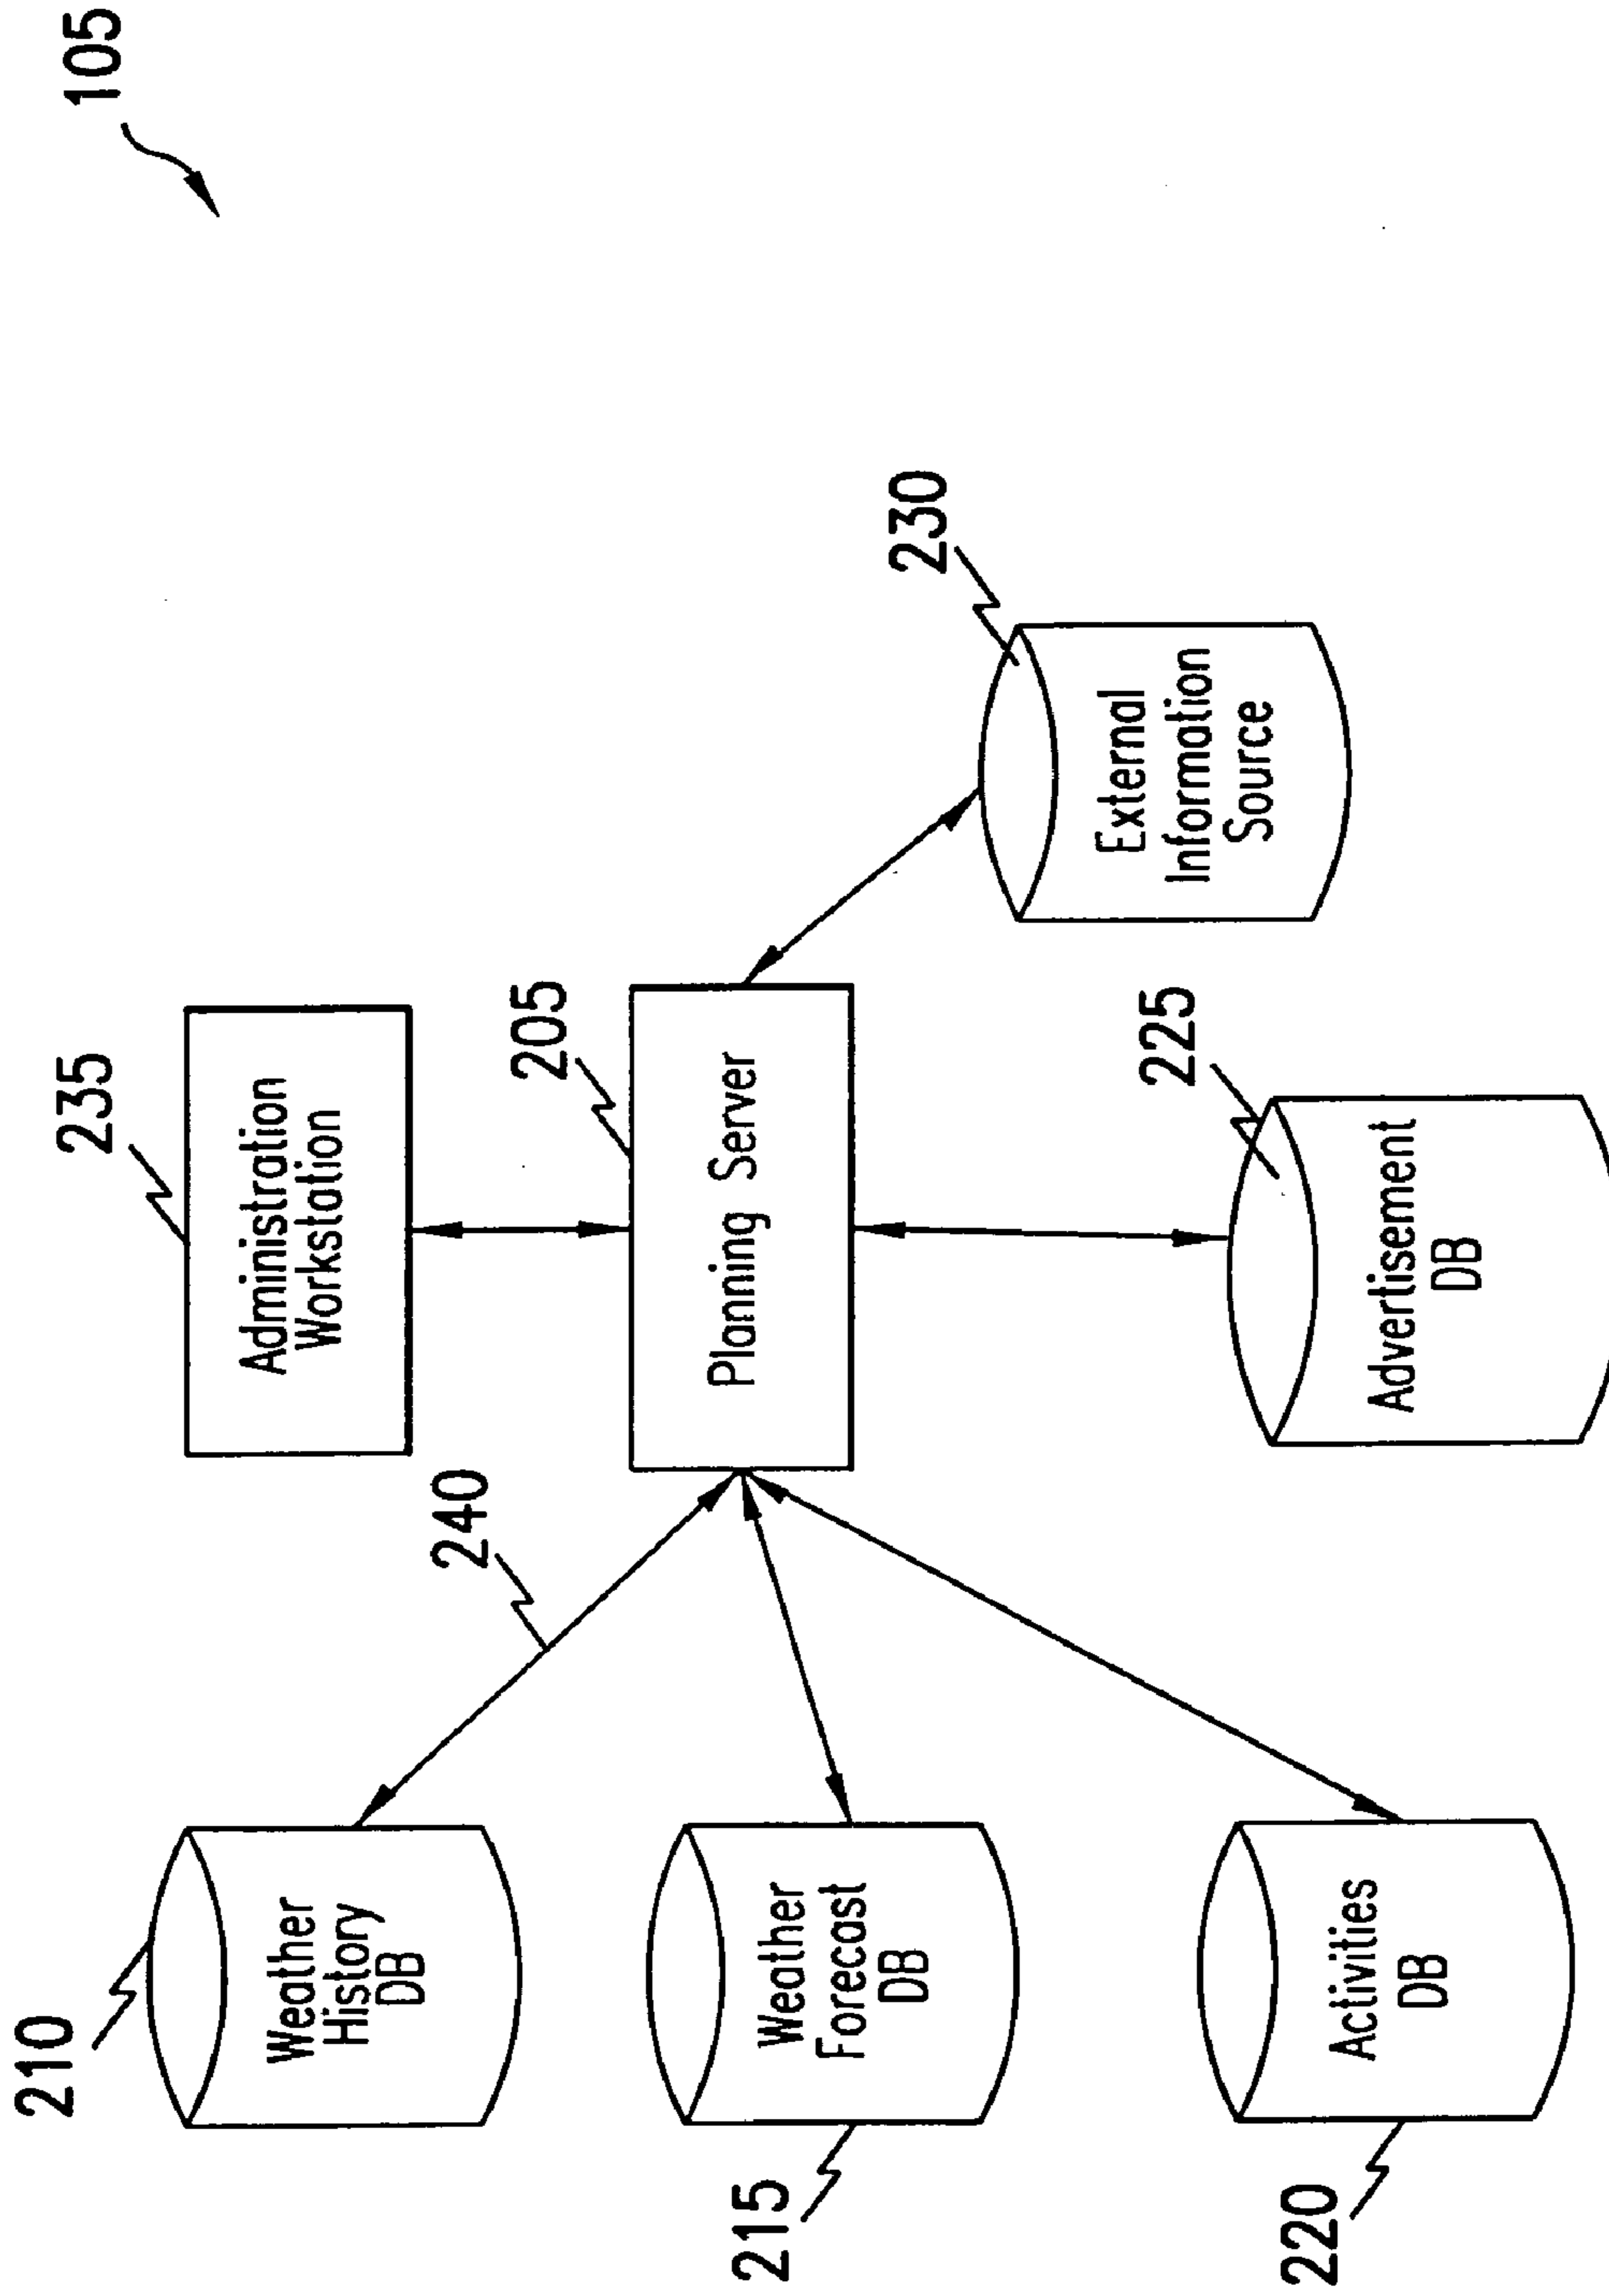 105
235
Administration
Workstation
210
Weather
History
DB
240
205
Planning Server
230
External
Information
Source
215
Weather
Forecast
DB
225
Advertisement
DB
220
Activities
DB